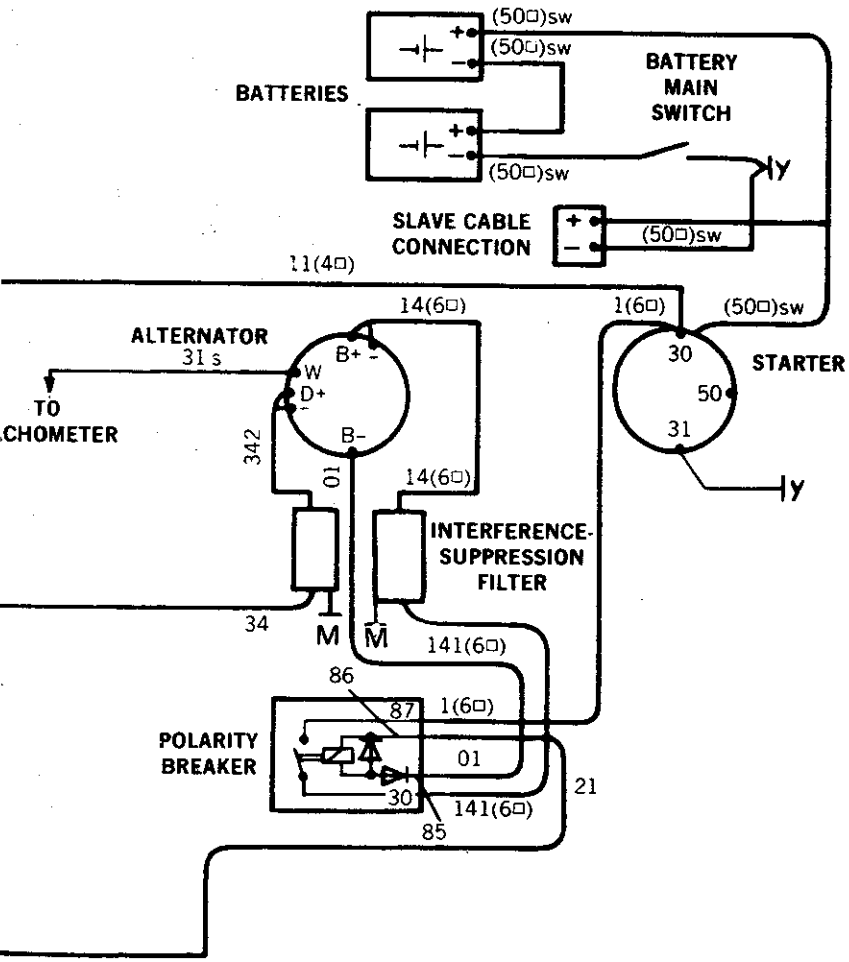 (50□)sw
+
(50□)sw
−
BATTERIES
BATTERY
MAIN
SWITCH
+
−
(50□)sw
Y
SLAVE CABLE
CONNECTION
+
−
(50□)sw
11(4□)
14(6□)
1(6□)
(50□)sw
ALTERNATOR
31 s
B+ -
W
D+
-
B-
30
50
31
STARTER
TO
ACHOMETER
342
01
14(6□)
Y
INTERFERENCE-
SUPPRESSION
FILTER
34
M
M
141(6□)
86
87
1(6□)
POLARITY
BREAKER
01
30
141(6□)
21
85